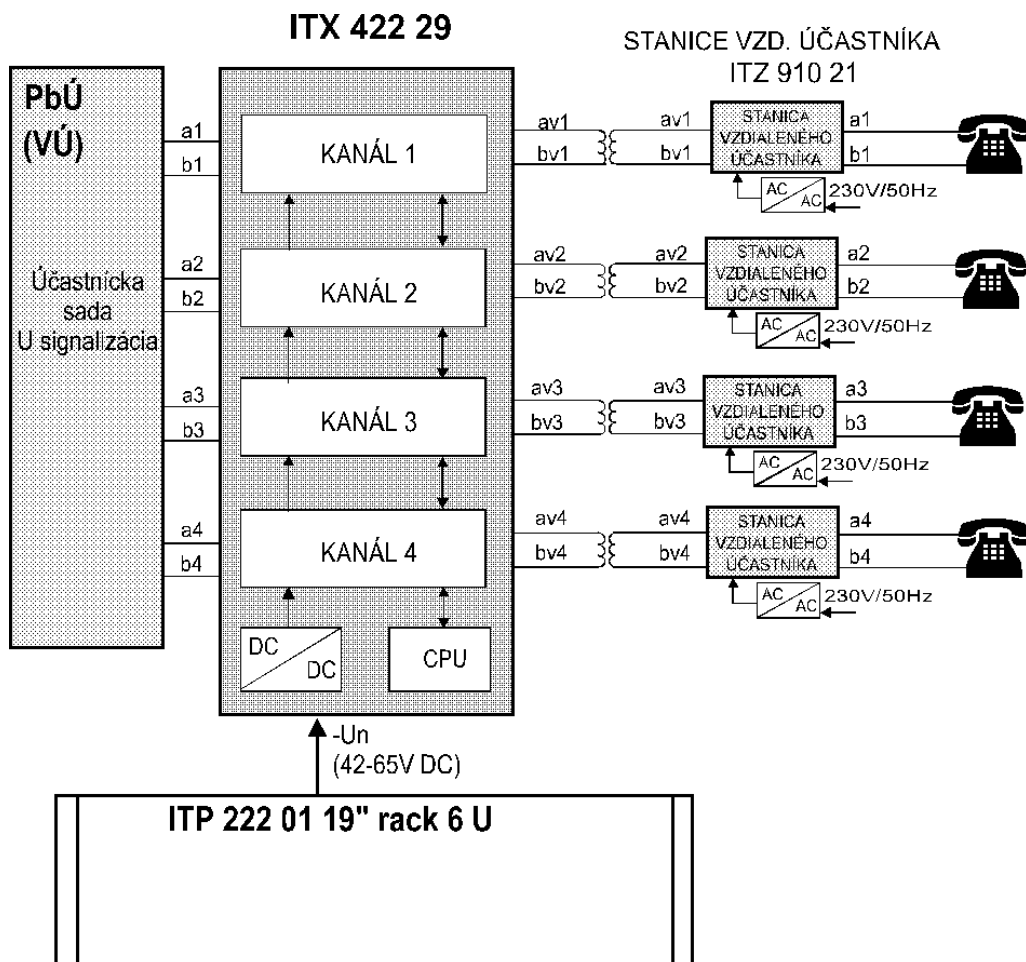 ITX 422 29
STANICE VZD. ÚČASTNÍKA
ITZ 910 21
PbÚ
(VÚ)
Účastnícka
sada
U signalizácia
a1
b1
a2
b2
a3
b3
a4
b4
KANÁL 1
KANÁL 2
KANÁL 3
KANÁL 4
DC
DC
CPU
av1
bv1
av1
bv1
STANICA
VZDIALENÉHO
ÚČASTNÍKA
a1
b1
AC
AC
230V/50Hz
av2
bv2
av2
bv2
STANICA
VZDIALENÉHO
ÚČASTNÍKA
a2
b2
AC
AC
230V/50Hz
av3
bv3
av3
bv3
STANICA
VZDIALENÉHO
ÚČASTNÍKA
a3
b3
AC
AC
230V/50Hz
av4
bv4
av4
bv4
STANICA
VZDIALENÉHO
ÚČASTNÍKA
a4
b4
AC
AC
230V/50Hz
-Un
(42-65V DC)
ITP 222 01 19" rack 6 U